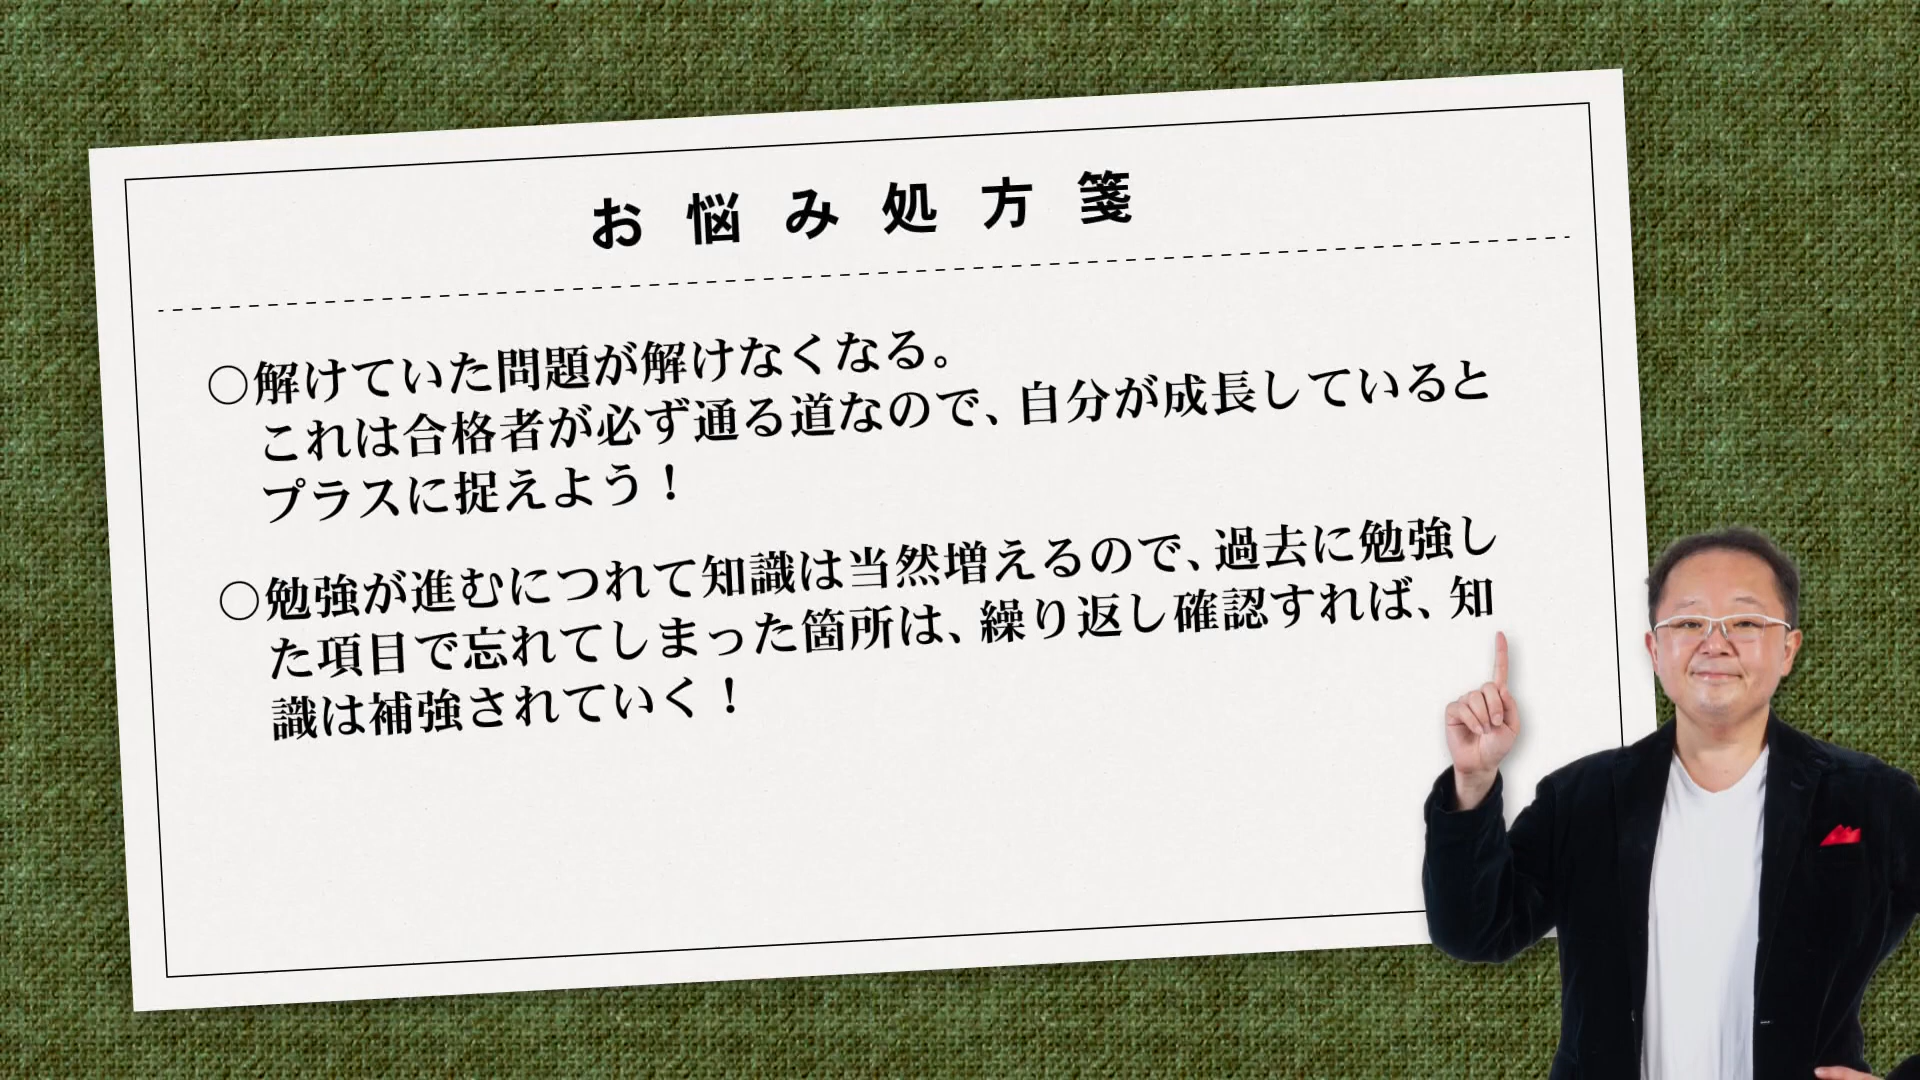 お悩み処方箋
○解けていた問題が解けなくなる。
これは合格者が必ず通る道なので、自分が成長していると
プラスに捉えよう！
○勉強が進むにつれて知識は当然増えるので、過去に勉強し
た項目で忘れてしまった箇所は、繰り返し確認すれば、知
識は補強されていく！